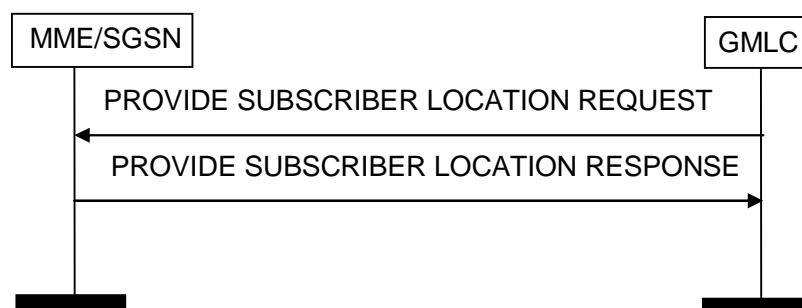 MME/SGSN
GMLC
PROVIDE SUBSCRIBER LOCATION REQUEST
PROVIDE SUBSCRIBER LOCATION RESPONSE